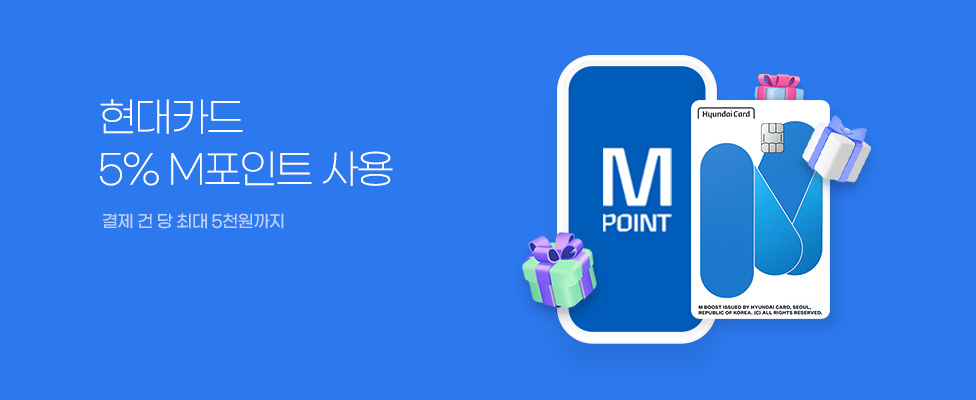 현대카드
5% M포인트 사용
결제 건 당 최대 5천원까지
M
POINT
Hyundai Card
M BOOST ISSUED BY HYUNDAI CARD, SEOUL,
REPUBLIC OF KOREA. (C) ALL RIGHTS RESERVED.